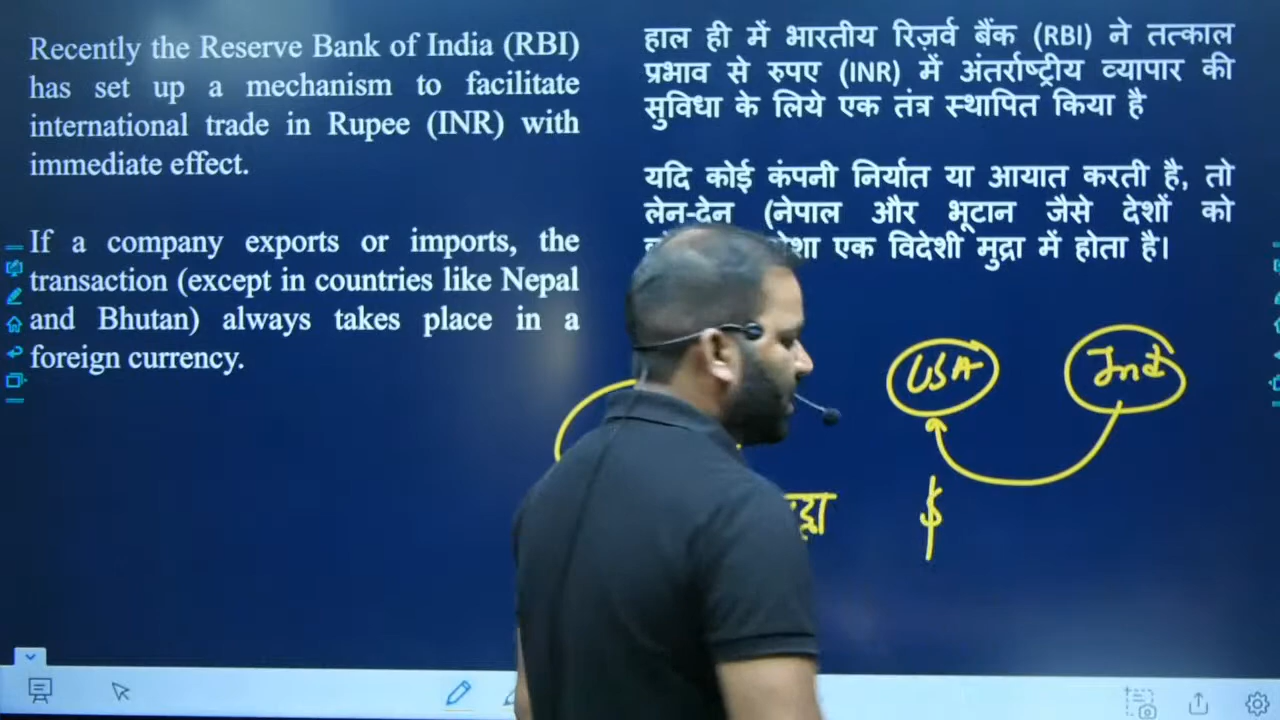 Recently the Reserve Bank of India (RBI)
has set up a mechanism to facilitate
international trade in Rupee (INR) with
immediate effect.
If a company exports or imports, the
transaction (except in countries like Nepal
and Bhutan) always takes place in a
foreign currency.
हाल ही में भारतीय रिज़र्व बैंक (RBI) ने तत्काल
प्रभाव से रुपए (INR) में अंतर्राष्ट्रीय व्यापार की
सुविधा के लिये एक तंत्र स्थापित किया है
यदि कोई कंपनी निर्यात या आयात करती है, तो
लेन-देन (नेपाल और भूटान जैसे देशों को
एक विदेशी मुद्रा में होता है।
USA
Ind
$